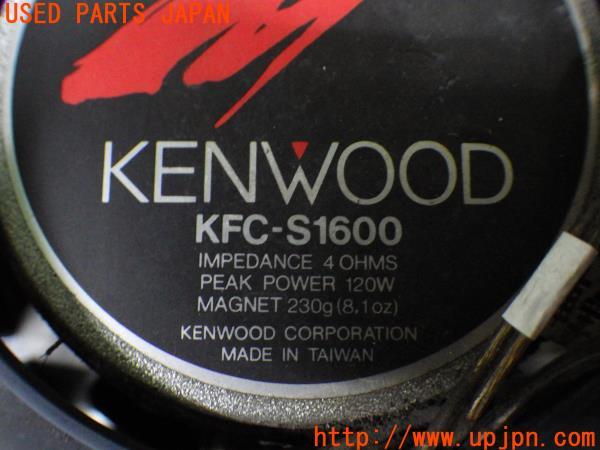 USED PARTS JAPAN
KENWOOD
KFC-S1600
IMPEDANCE 4 OHMS
PEAK POWER 120W
MAGNET 230g (8.1oz)
KENWOOD CORPORATION
MADE IN TAIWAN
http://www.upjpn.com